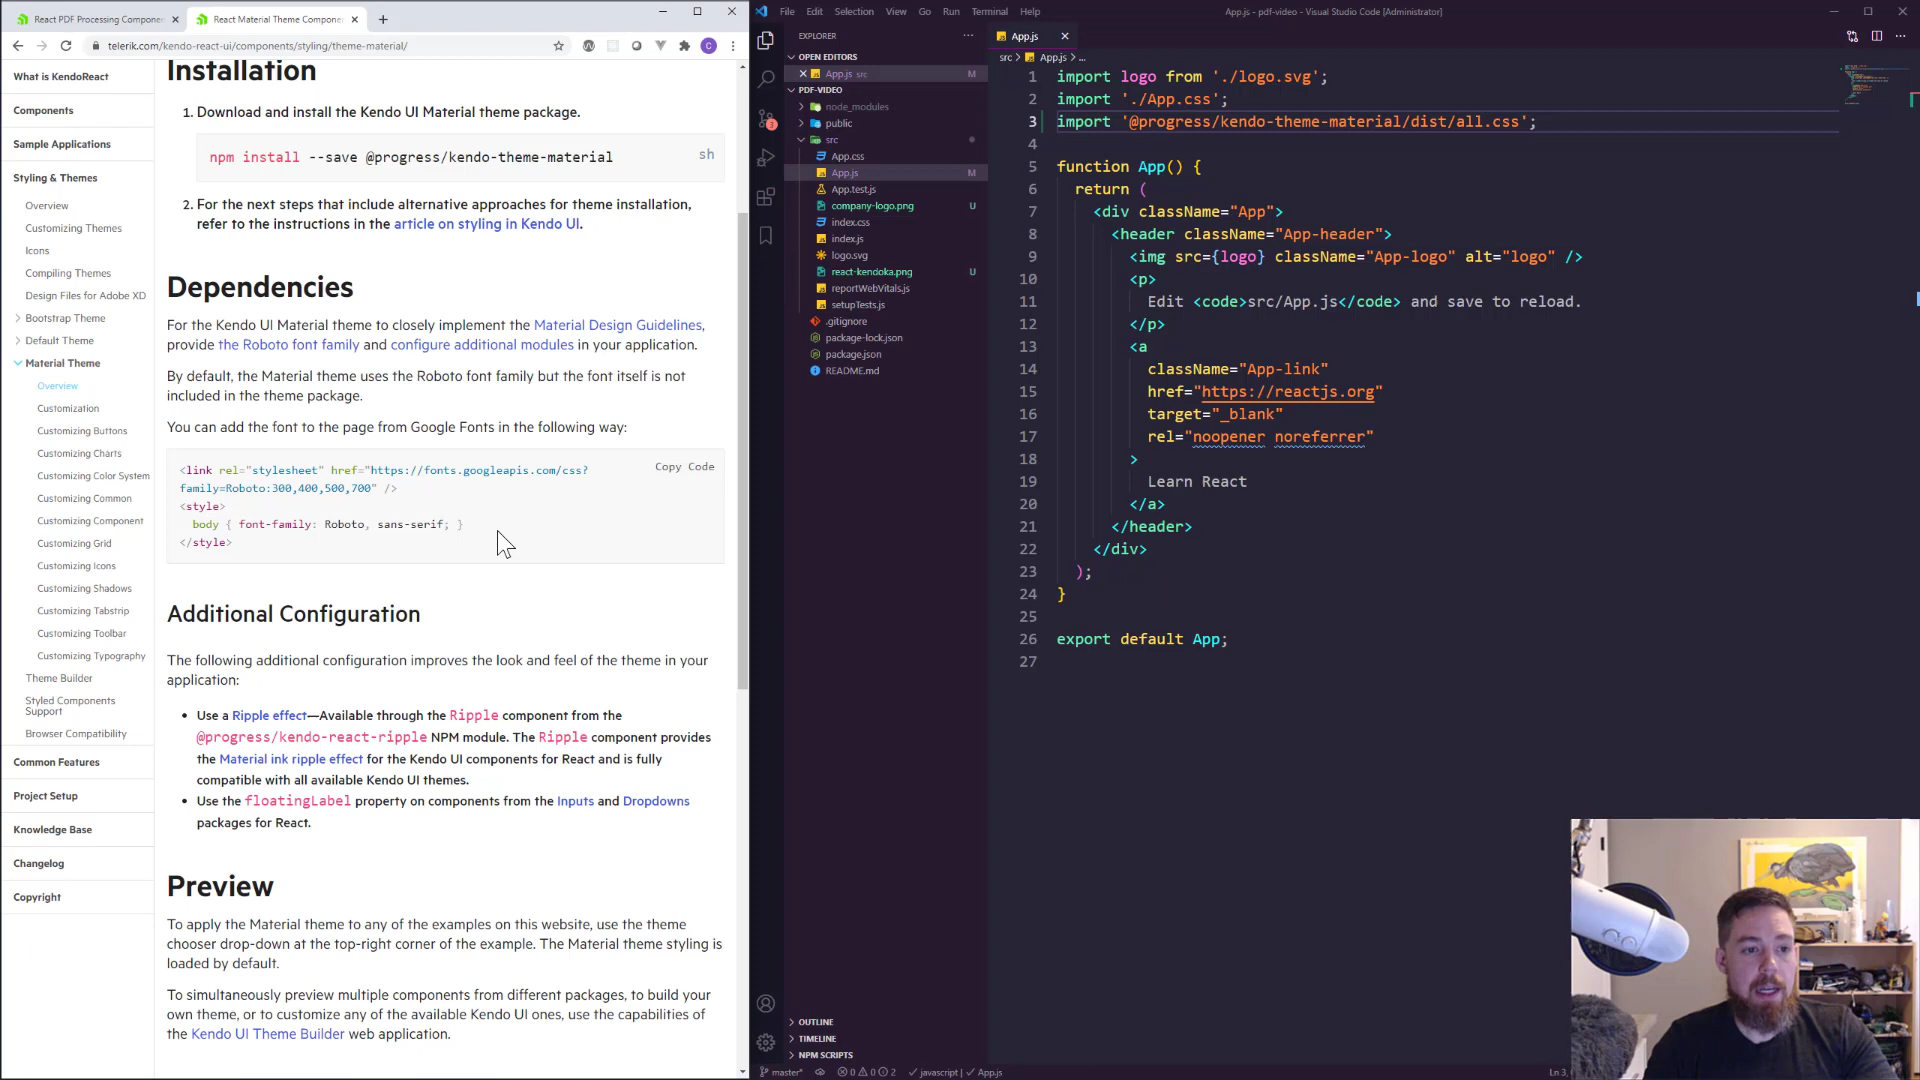 React PDF Processing Componen
React Material Theme Componen
telerik.com/kendo-react-ui/components/styling/theme-material/
C
What is KendoReact
Components
Sample Applications
Styling & Themes
Overview
Customizing Themes
Icons
Compiling Themes
Design Files for Adobe XD
Bootstrap Theme
Default Theme
Material Theme
Overview
Customization
Customizing Buttons
Customizing Charts
Customizing Color System
Customizing Common
Customizing Component
Customizing Grid
Customizing Icons
Customizing Shadows
Customizing Tabstrip
Customizing Toolbar
Customizing Typography
Theme Builder
Styled Components
Support
Browser Compatibility
Common Features
Project Setup
Knowledge Base
Changelog
Copyright
Installation
1. Download and install the Kendo UI Material theme package.
npm install --save @progress/kendo-theme-material
sh
2. For the next steps that include alternative approaches for theme installation,
refer to the instructions in the article on styling in Kendo UI.
Dependencies
For the Kendo UI Material theme to closely implement the Material Design Guidelines,
provide the Roboto font family and configure additional modules in your application.
By default, the Material theme uses the Roboto font family but the font itself is not
included in the theme package.
You can add the font to the page from Google Fonts in the following way:
<link rel="stylesheet" href="https://fonts.googleapis.com/css?
family=Roboto:300,400,500,700" />
<style>
body { font-family: Roboto, sans-serif; }
</style>
Copy Code
Additional Configuration
The following additional configuration improves the look and feel of the theme in your
application:
• Use a Ripple effect—Available through the Ripple component from the
@progress/kendo-react-ripple NPM module. The Ripple component provides
the Material ink ripple effect for the Kendo UI components for React and is fully
compatible with all available Kendo UI themes.
• Use the floatingLabel property on components from the Inputs and Dropdowns
packages for React.
Preview
To apply the Material theme to any of the examples on this website, use the theme
chooser drop-down at the top-right corner of the example. The Material theme styling is
loaded by default.
To simultaneously preview multiple components from different packages, to build your
own theme, or to customize any of the available Kendo UI ones, use the capabilities of
the Kendo UI Theme Builder web application.
File Edit Selection View Go Run Terminal Help
App.js - pdf-video - Visual Studio Code [Administrator]
EXPLORER
OPEN EDITORS
App.js src M
PDF-VIDEO
node_modules
public
src
App.css
App.js M
App.test.js
company-logo.png U
index.css
index.js
logo.svg
react-kendoka.png U
reportWebVitals.js
setupTests.js
.gitignore
package-lock.json
package.json
README.md
OUTLINE
TIMELINE
NPM SCRIPTS
App.js
src > App.js > ...
1 import logo from './logo.svg';
2 import './App.css';
3 import '@progress/kendo-theme-material/dist/all.css';
4
5 function App() {
6 return (
7 <div className="App">
8 <header className="App-header">
9 <img src={logo} className="App-logo" alt="logo" />
10 <p>
11 Edit <code>src/App.js</code> and save to reload.
12 </p>
13 <a
14 className="App-link"
15 href="https://reactjs.org"
16 target="_blank"
17 rel="noopener noreferrer"
18 >
19 Learn React
20 </a>
21 </header>
22 </div>
23 );
24 }
25
26 export default App;
27
master* 0 0 2 javascript | App.js
Ln 3,